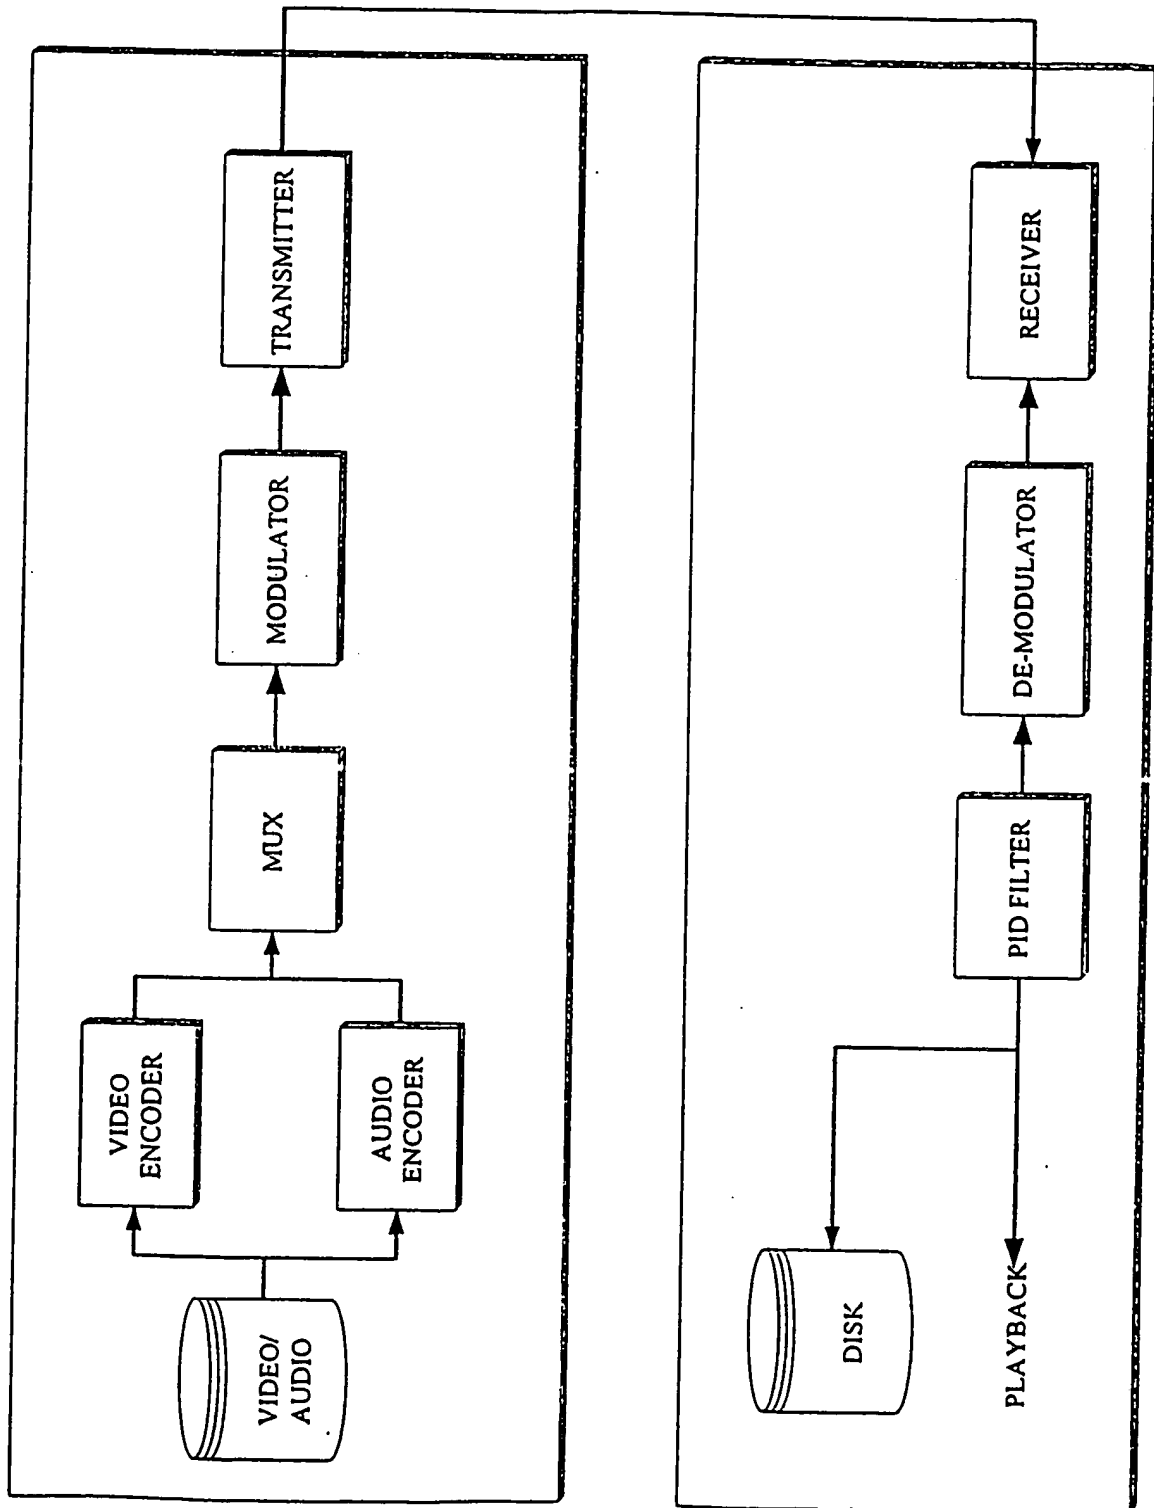 VIDEO/
AUDIO
VIDEO
ENCODER
AUDIO
ENCODER
MUX
MODULATOR
TRANSMITTER
DISK
PLAYBACK
PID FILTER
DE-MODULATOR
RECEIVER